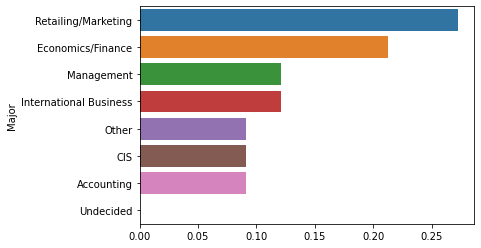 Retailing/Marketing
Economics/Finance
Management
International Business
Other
CIS
Accounting
Undecided
Major
0.00 0.05 0.10 0.15 0.20 0.25